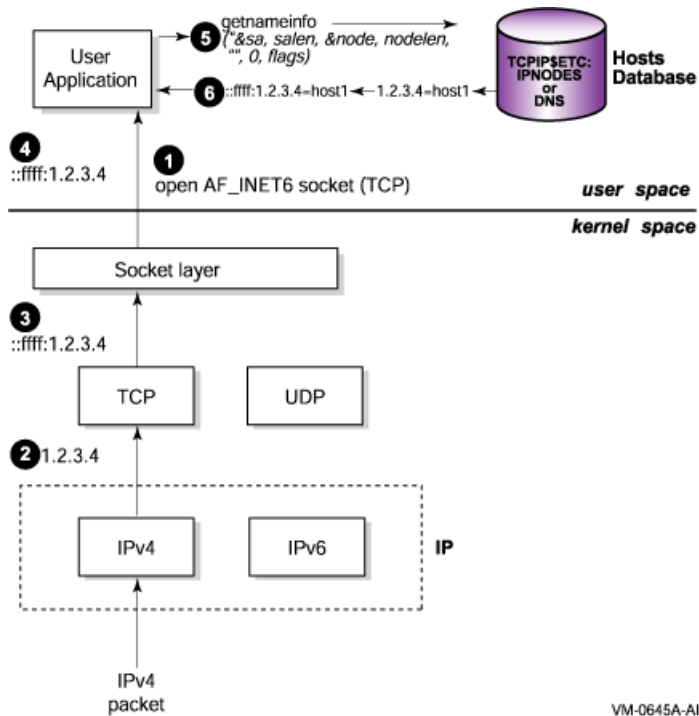 User
Application
5
getnameinfo
("&sa, salen, &node, nodelen,
"", 0, flags)
6
::ffff:1.2.3.4=host1
1.2.3.4=host1
TCPIP$ETC:
IPNODES
or
DNS
Hosts
Database
4
::ffff:1.2.3.4
1
open AF_INET6 socket (TCP)
user space
kernel space
Socket layer
3
::ffff:1.2.3.4
TCP
UDP
2
1.2.3.4
IPv4
IPv6
IP
IPv4
packet
VM-0645A-AI